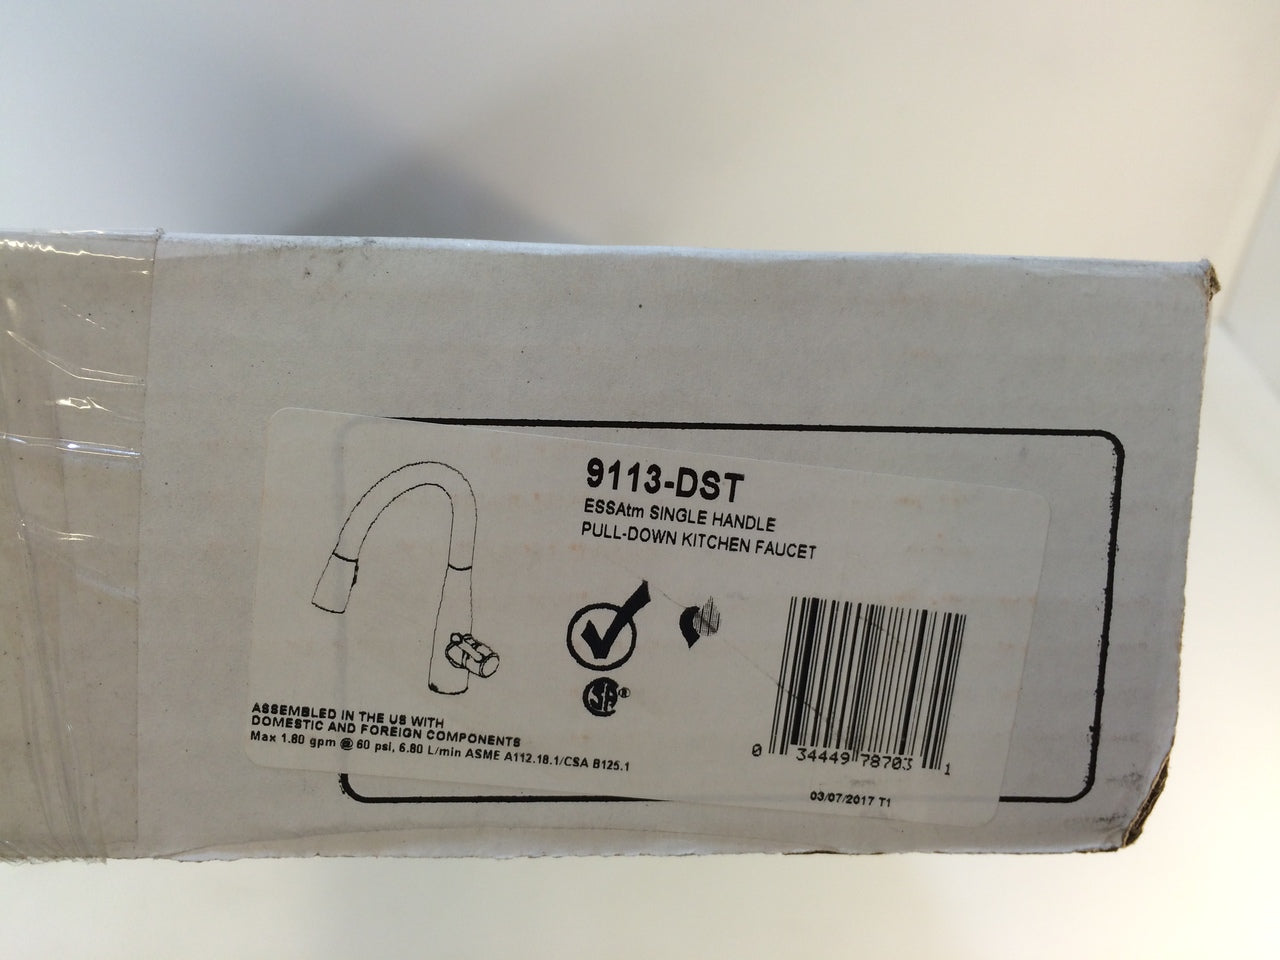 9113-DST
ESSAtm SINGLE HANDLE
PULL-DOWN KITCHEN FAUCET
SA®
ASSEMBLED IN THE US WITH
DOMESTIC AND FOREIGN COMPONENTS
Max 1.80 gpm @ 60 psi, 6.80 L/min ASME A112.18.1/CSA B125.1
0 34449 78703 1
03/07/2017 T1